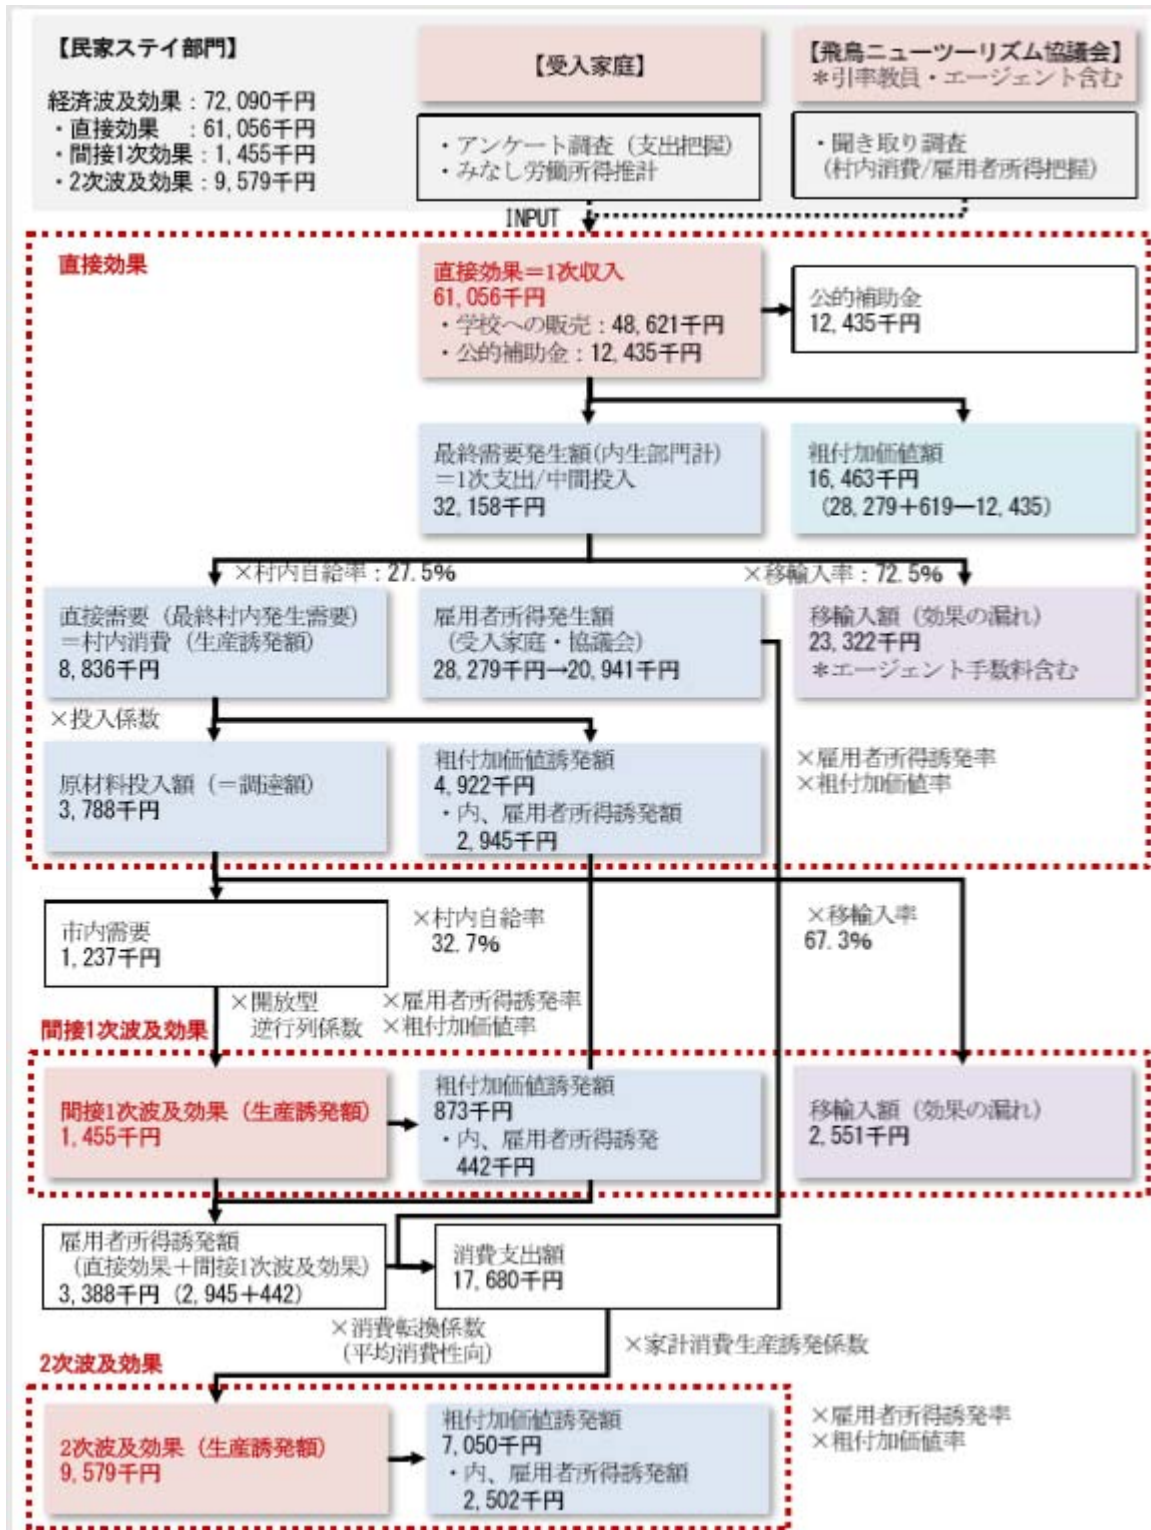 【民家ステイ部門】
経済波及効果：72,090千円
・直接効果　：61,056千円
・間接1次効果：1,455千円
・2次波及効果：9,579千円
【受入家庭】
・アンケート調査（支出把握）
・みなし労働所得推計
【飛鳥ニューツーリズム協議会】
＊引率教員・エージェント含む
・聞き取り調査
（村内消費/雇用者所得把握）
INPUT
直接効果
直接効果＝1次収入
61,056千円
・学校への販売：48,621千円
・公的補助金：12,435千円
公的補助金
12,435千円
最終需要発生額(内生部門計)
＝1次支出/中間投入
32,158千円
粗付加価値額
16,463千円
（28,279＋619ー12,435）
×村内自給率：27.5%
×移輸入率：72.5%
直接需要（最終村内発生需要）
＝村内消費（生産誘発額）
8,836千円
雇用者所得発生額
（受入家庭・協議会）
28,279千円→20,941千円
移輸入額（効果の漏れ）
23,322千円
＊エージェント手数料含む
×投入係数
原材料投入額（＝調達額）
3,788千円
粗付加価値誘発額
4,922千円
・内、雇用者所得誘発額
2,945千円
×雇用者所得誘発率
×粗付加価値率
市内需要
1,237千円
×村内自給率
32.7%
×移輸入率
67.3%
×開放型
逆行列係数
×雇用者所得誘発率
×粗付加価値率
間接1次波及効果
間接1次波及効果（生産誘発額）
1,455千円
粗付加価値誘発額
873千円
・内、雇用者所得誘発
442千円
移輸入額（効果の漏れ）
2,551千円
雇用者所得誘発額
（直接効果＋間接1次波及効果）
3,388千円（2,945＋442）
消費支出額
17,680千円
×消費転換係数
（平均消費性向）
×家計消費生産誘発係数
2次波及効果
2次波及効果（生産誘発額）
9,579千円
粗付加価値誘発額
7,050千円
・内、雇用者所得誘発額
2,502千円
×雇用者所得誘発率
×粗付加価値率